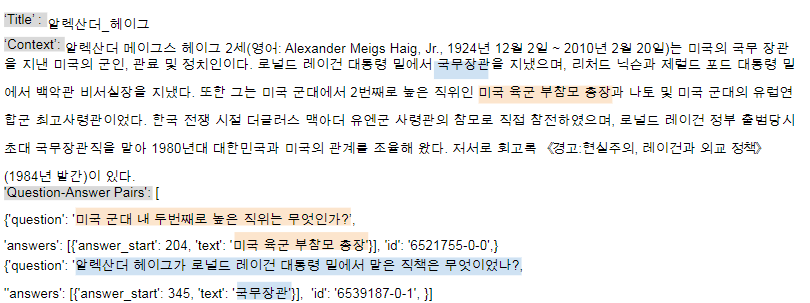 'Title' : 알렉산더_헤이그
'Context': 알렉산더 메이그스 헤이그 2세(영어: Alexander Meigs Haig, Jr., 1924년 12월 2일 ~ 2010년 2월 20일)는 미국의 국무 장관
을 지낸 미국의 군인, 관료 및 정치인이다. 로널드 레이건 대통령 밑에서 국무장관을 지냈으며, 리처드 닉슨과 제럴드 포드 대통령 밑
에서 백악관 비서실장을 지냈다. 또한 그는 미국 군대에서 2번째로 높은 직위인 미국 육군 부참모 총장과 나토 및 미국 군대의 유럽연
합군 최고사령관이었다. 한국 전쟁 시절 더글러스 맥아더 유엔군 사령관의 참모로 직접 참전하였으며, 로널드 레이건 정부 출범당시
초대 국무장관직을 맡아 1980년대 대한민국과 미국의 관계를 조율해 왔다. 저서로 회고록 《경고:현실주의, 레이건과 외교 정책》
(1984년 발간)이 있다.
'Question-Answer Pairs': [
{'question': '미국 군대 내 두번째로 높은 직위는 무엇인가?',
'answers': [{'answer_start': 204, 'text': '미국 육군 부참모 총장'}], 'id': '6521755-0-0',}
{'question': '알렉산더 헤이그가 로널드 레이건 대통령 밑에서 맡은 직책은 무엇이었나?,
''answers': [{'answer_start': 345, 'text': '국무장관'}],  'id': '6539187-0-1', }]